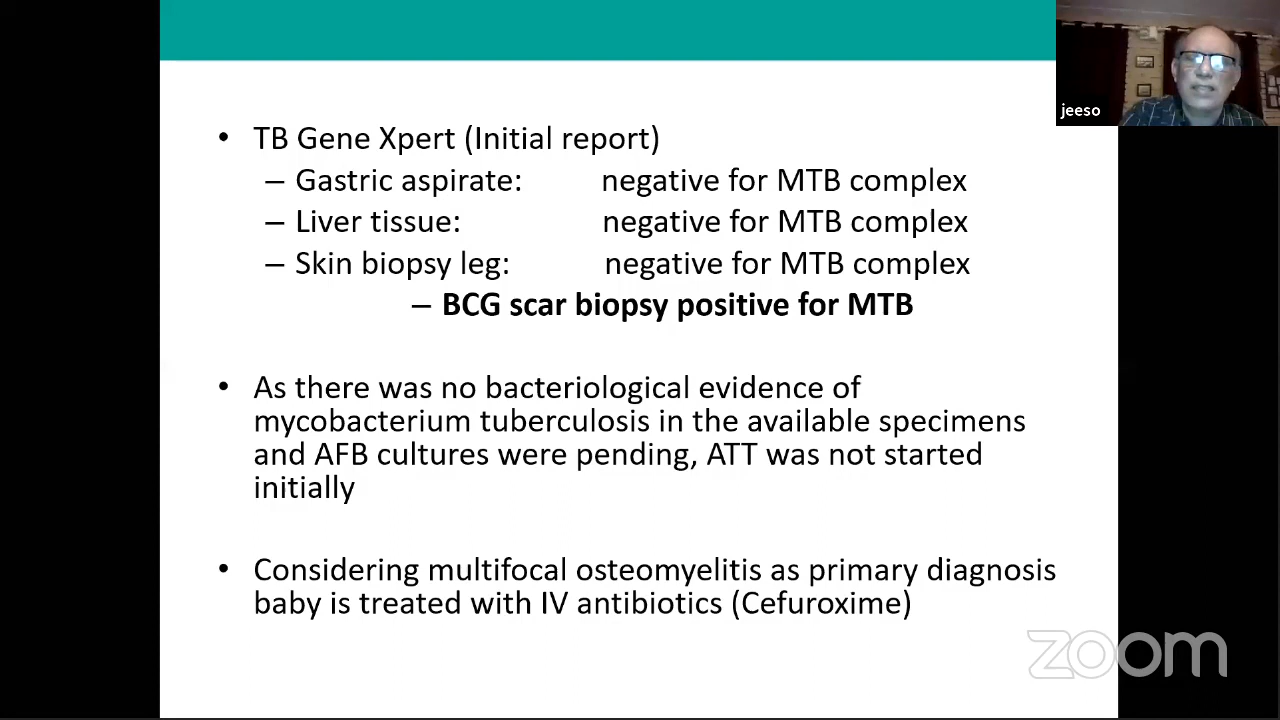 jeeso
• TB Gene Xpert (Initial report)
– Gastric aspirate: negative for MTB complex
– Liver tissue: negative for MTB complex
– Skin biopsy leg: negative for MTB complex
– BCG scar biopsy positive for MTB
• As there was no bacteriological evidence of
mycobacterium tuberculosis in the available specimens
and AFB cultures were pending, ATT was not started
initially
• Considering multifocal osteomyelitis as primary diagnosis
baby is treated with IV antibiotics (Cefuroxime)
zoom